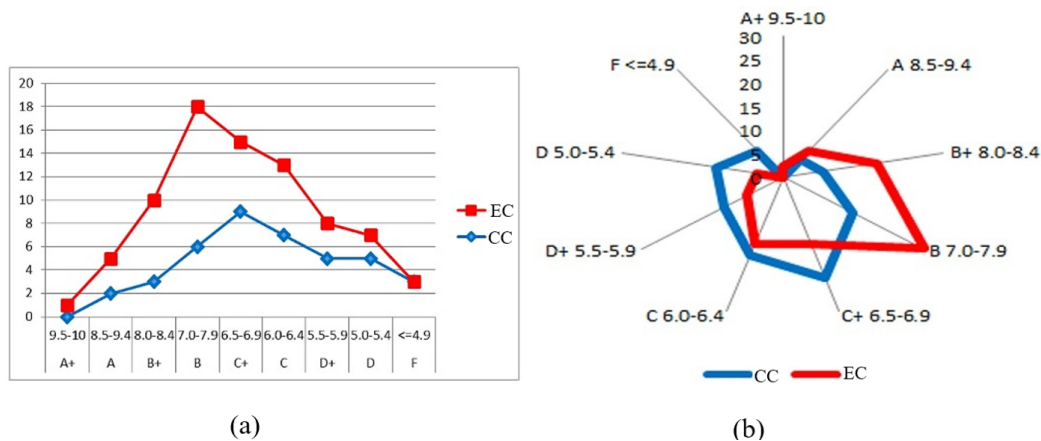 20
18
16
14
12
10
8
6
4
2
0
9.5-10 8.5-9.4 8.0-8.4 7.0-7.9 6.5-6.9 6.0-6.4 5.5-5.9 5.0-5.4 <=4.9
A+ A B+ B C+ C D+ D F
EC
CC
(a)
A+ 9.5-10
30
25
20
15
10
5
0
A 8.5-9.4
B+ 8.0-8.4
B 7.0-7.9
C+ 6.5-6.9
C 6.0-6.4
D+ 5.5-5.9
D 5.0-5.4
F <=4.9
CC EC
(b)